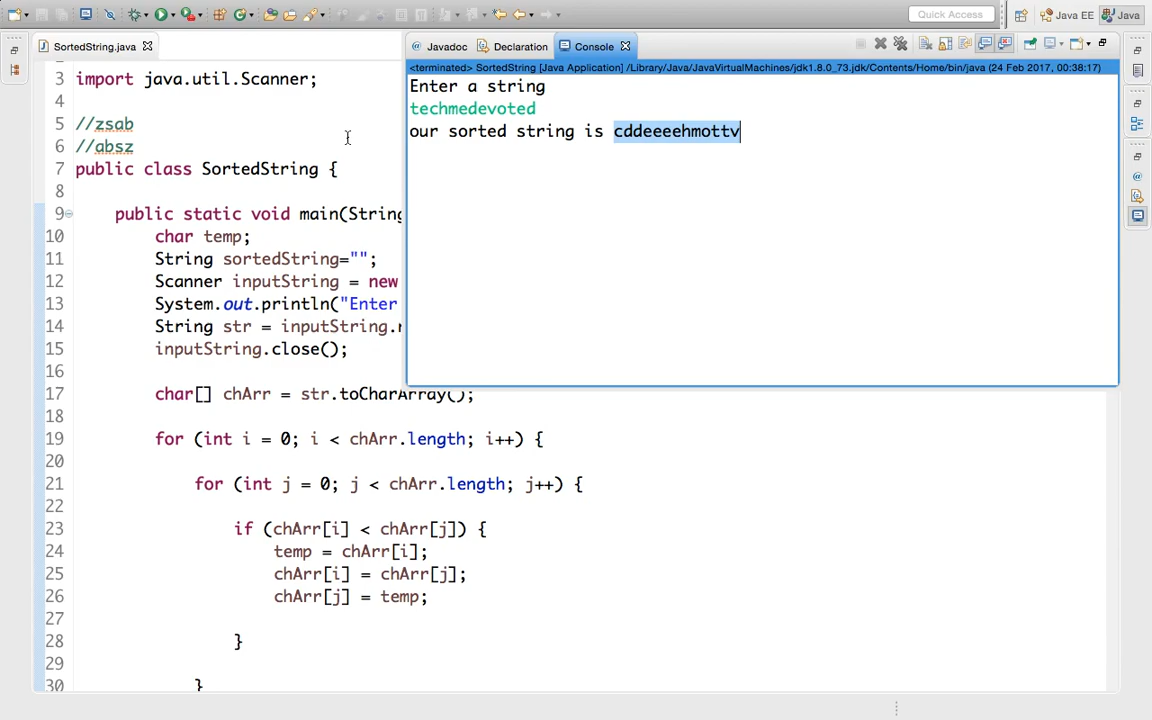 Quick Access
Java EE
Java
SortedString.java
Javadoc
Declaration
Console
<terminated> SortedString [Java Application] /Library/Java/JavaVirtualMachines/jdk1.8.0_73.jdk/Contents/Home/bin/java (24 Feb 2017, 00:38:17)
Enter a string
techmedevoted
our sorted string is cddeeeehmottv
3 import java.util.Scanner;
4
5 //zsab
6 //absz
7 public class SortedString {
8
9 public static void main(String
10 char temp;
11 String sortedString="";
12 Scanner inputString = new
13 System.out.println("Enter
14 String str = inputString.
15 inputString.close();
16
17 char[] chArr = str.toCharArray();
18
19 for (int i = 0; i < chArr.length; i++) {
20
21 for (int j = 0; j < chArr.length; j++) {
22
23 if (chArr[i] < chArr[j]) {
24 temp = chArr[i];
25 chArr[i] = chArr[j];
26 chArr[j] = temp;
27
28 }
29
30 }